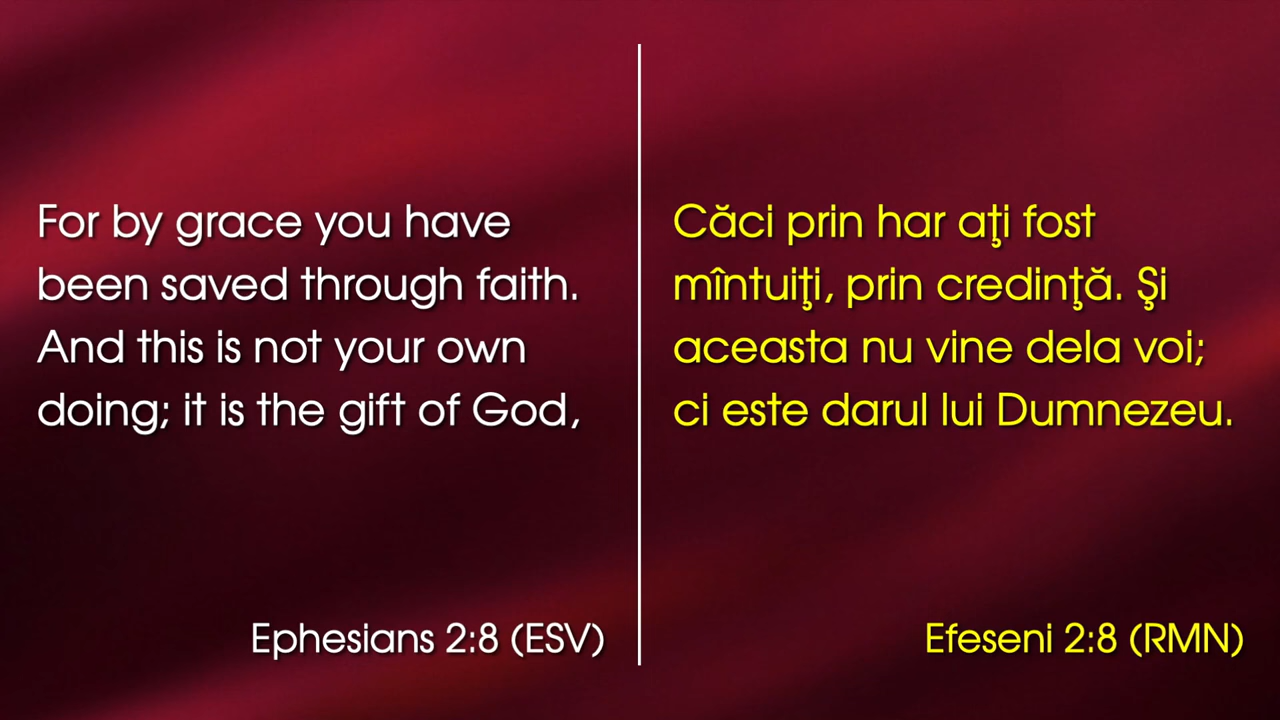 For by grace you have
been saved through faith.
And this is not your own
doing; it is the gift of God,
Ephesians 2:8 (ESV)
Căci prin har aţi fost
mîntuiţi, prin credinţă. Şi
aceasta nu vine dela voi;
ci este darul lui Dumnezeu.
Efeseni 2:8 (RMN)